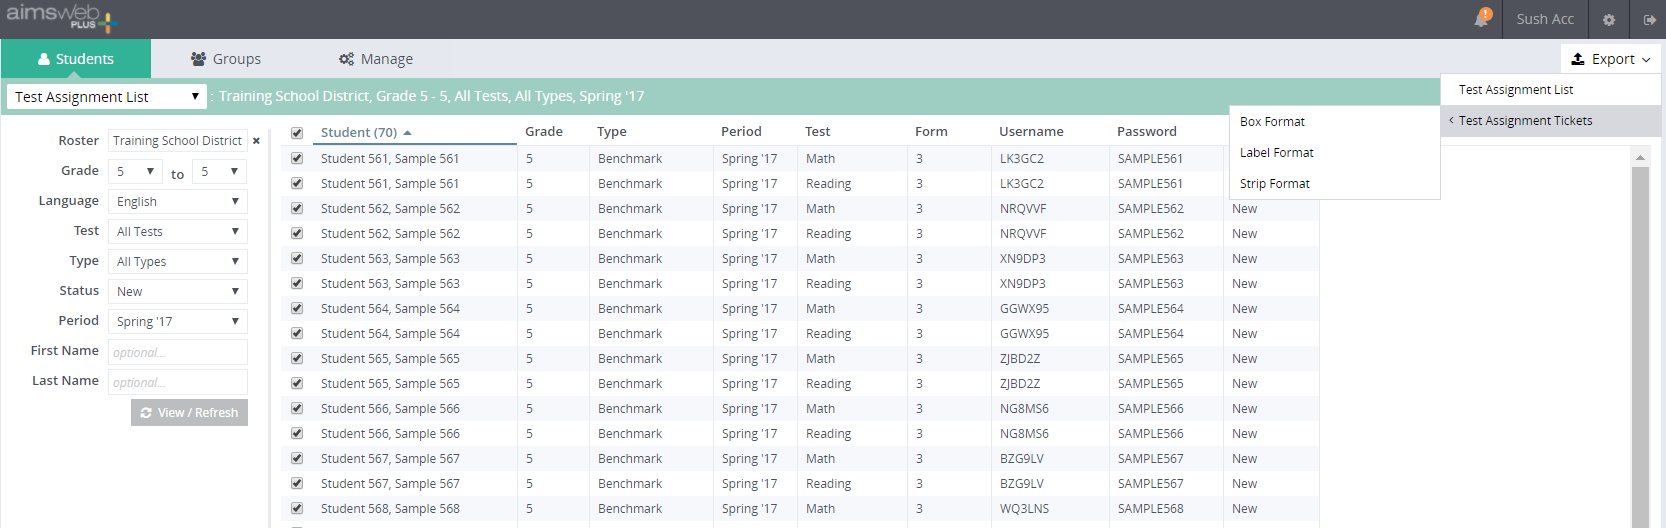 aimsweb
PLUS
! Sush Acc
Students Groups Manage Export
Test Assignment List : Training School District, Grade 5 - 5, All Tests, All Types, Spring '17
Test Assignment List
< Test Assignment Tickets
Box Format
Label Format
Strip Format
Roster Training School District ×
Grade 5 to 5
Language English
Test All Tests
Type All Types
Status New
Period Spring '17
First Name optional...
Last Name optional...
View / Refresh
Student (70) Grade Type Period Test Form Username Password
Student 561, Sample 561 5 Benchmark Spring '17 Math 3 LK3GC2 SAMPLE561
Student 561, Sample 561 5 Benchmark Spring '17 Reading 3 LK3GC2 SAMPLE561
Student 562, Sample 562 5 Benchmark Spring '17 Math 3 NRQVVF SAMPLE562 New
Student 562, Sample 562 5 Benchmark Spring '17 Reading 3 NRQVVF SAMPLE562 New
Student 563, Sample 563 5 Benchmark Spring '17 Math 3 XN9DP3 SAMPLE563 New
Student 563, Sample 563 5 Benchmark Spring '17 Reading 3 XN9DP3 SAMPLE563 New
Student 564, Sample 564 5 Benchmark Spring '17 Math 3 GGWX95 SAMPLE564 New
Student 564, Sample 564 5 Benchmark Spring '17 Reading 3 GGWX95 SAMPLE564 New
Student 565, Sample 565 5 Benchmark Spring '17 Math 3 ZJBD2Z SAMPLE565 New
Student 565, Sample 565 5 Benchmark Spring '17 Reading 3 ZJBD2Z SAMPLE565 New
Student 566, Sample 566 5 Benchmark Spring '17 Math 3 NG8MS6 SAMPLE566 New
Student 566, Sample 566 5 Benchmark Spring '17 Reading 3 NG8MS6 SAMPLE566 New
Student 567, Sample 567 5 Benchmark Spring '17 Math 3 BZG9LV SAMPLE567 New
Student 567, Sample 567 5 Benchmark Spring '17 Reading 3 BZG9LV SAMPLE567 New
Student 568, Sample 568 5 Benchmark Spring '17 Math 3 WQ3LNS SAMPLE568 New